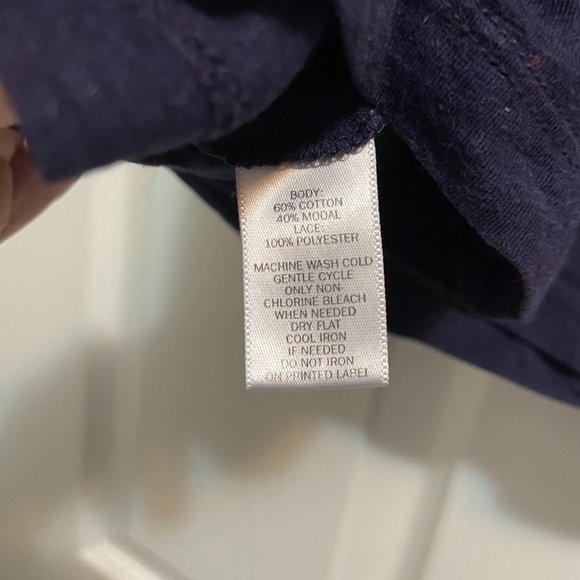 BODY:
60% COTTON
40% MODAL
LACE:
100% POLYESTER
MACHINE WASH COLD
GENTLE CYCLE
ONLY NON-
CHLORINE BLEACH
WHEN NEEDED
DRY FLAT
COOL IRON
IF NEEDED
DO NOT IRON
ON PRINTED LABEL